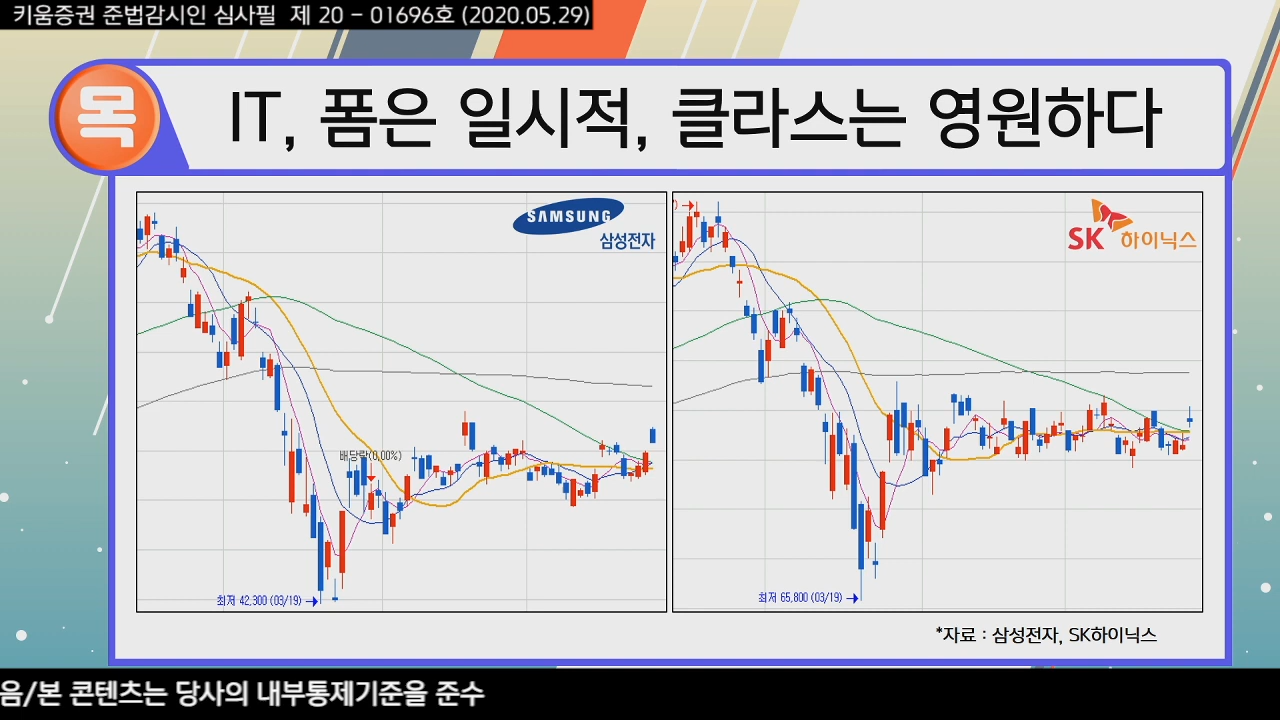 키움증권 준법감시인 심사필 제 20 - 01696호 (2020.05.29)
목
IT, 폼은 일시적, 클라스는 영원하다
SAMSUNG
삼성전자
배당락(0,00%)
최저 42,300 (03/19)
SK 하이닉스
최저 65,800 (03/19)
*자료 : 삼성전자, SK하이닉스
음/본 콘텐츠는 당사의 내부통제기준을 준수